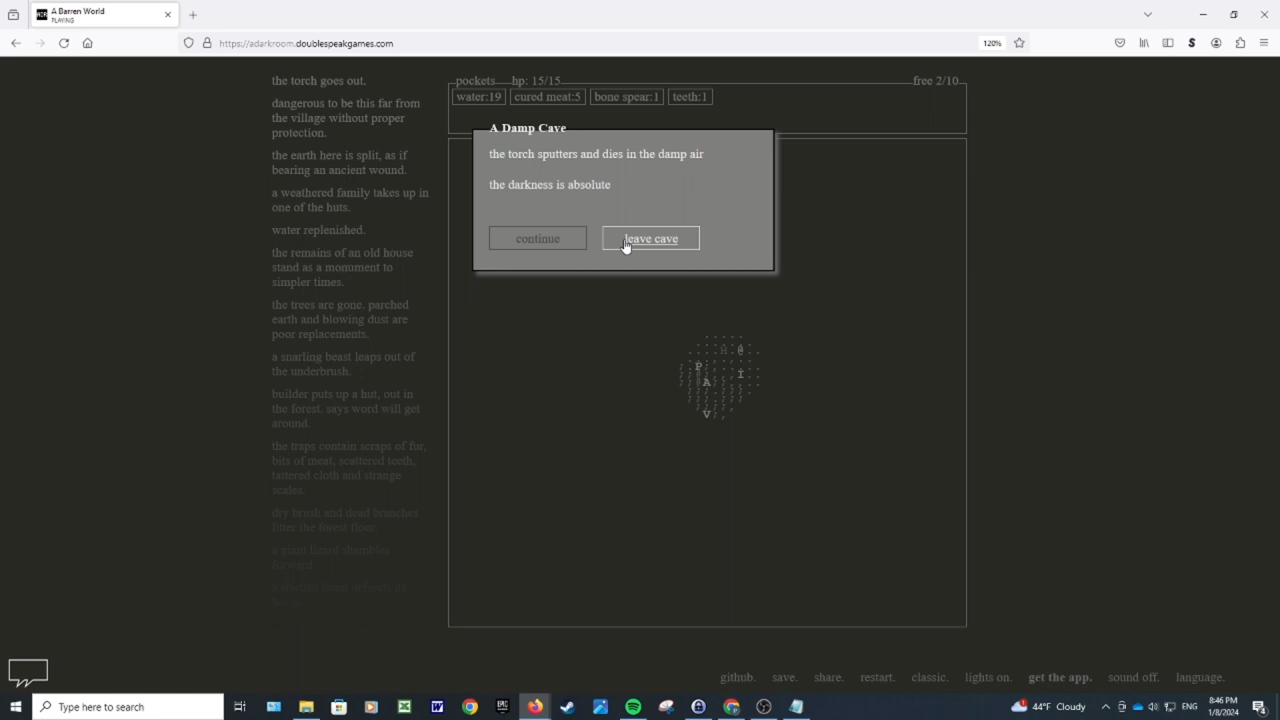 A Barren World
PLAYING
https://adarkroom.doublespeakgames.com
120%
the torch goes out.
dangerous to be this far from
the village without proper
protection.
the earth here is split, as if
bearing an ancient wound.
a weathered family takes up in
one of the huts.
water replenished.
the remains of an old house
stand as a monument to
simpler times.
the trees are gone. parched
earth and blowing dust are
poor replacements.
a snarling beast leaps out of
the underbrush.
builder puts up a hut, out in
the forest. says word will get
around.
the traps contain scraps of fur,
bits of meat, scattered teeth,
tattered cloth and strange
scales.
dry brush and dead branches
litter the forest floor
a giant lizard shambles
forward
pockets hp: 15/15 free 2/10
water:19 cured meat:5 bone spear:1 teeth:1
A Damp Cave
the torch sputters and dies in the damp air
the darkness is absolute
continue leave cave
H @
P
A
V
github. save. share. restart. classic. lights on. get the app. sound off. language.
Type here to search
44°F Cloudy
8:46 PM
1/8/2024